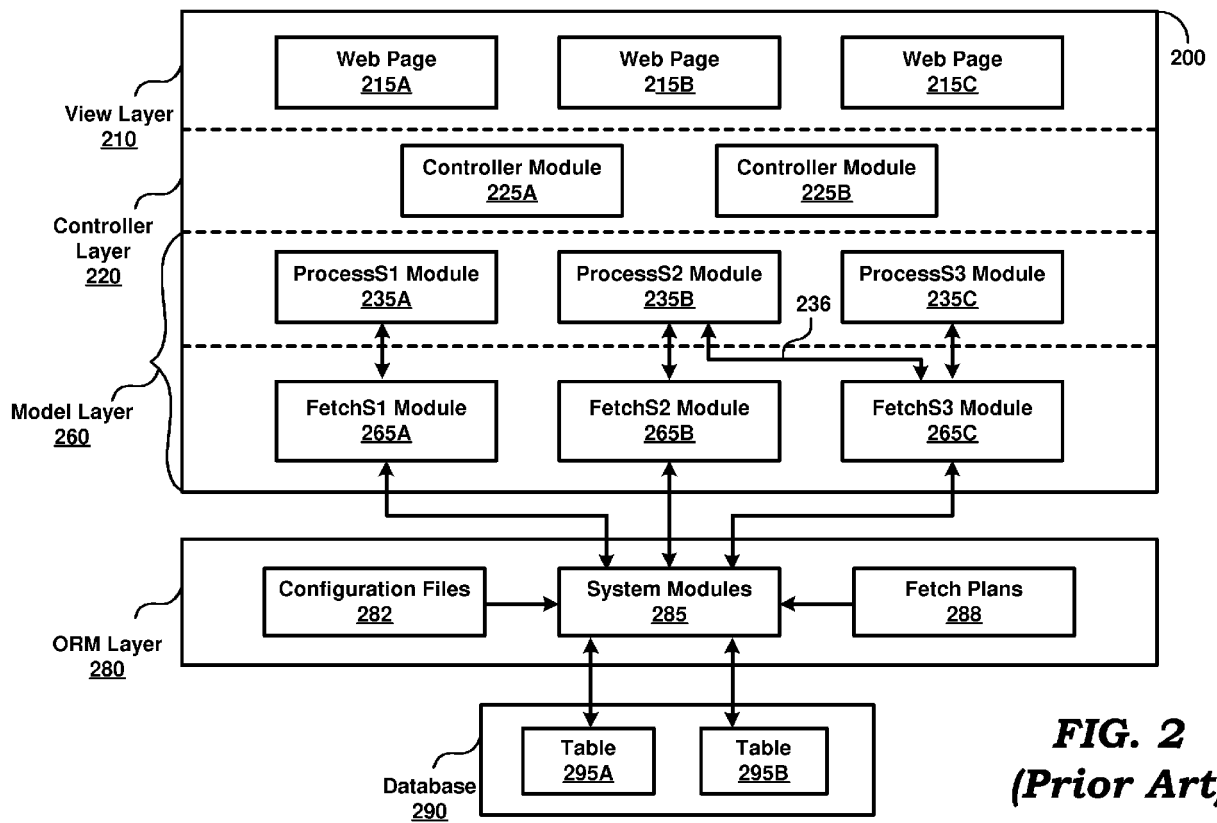 200
Web Page
215A
Web Page
215B
Web Page
215C
View Layer
210
Controller Module
225A
Controller Module
225B
Controller
Layer
220
ProcessS1 Module
235A
ProcessS2 Module
235B
ProcessS3 Module
235C
236
Model Layer
260
FetchS1 Module
265A
FetchS2 Module
265B
FetchS3 Module
265C
Configuration Files
282
System Modules
285
Fetch Plans
288
ORM Layer
280
Table
295A
Table
295B
Database
290
FIG. 2
(Prior Art)